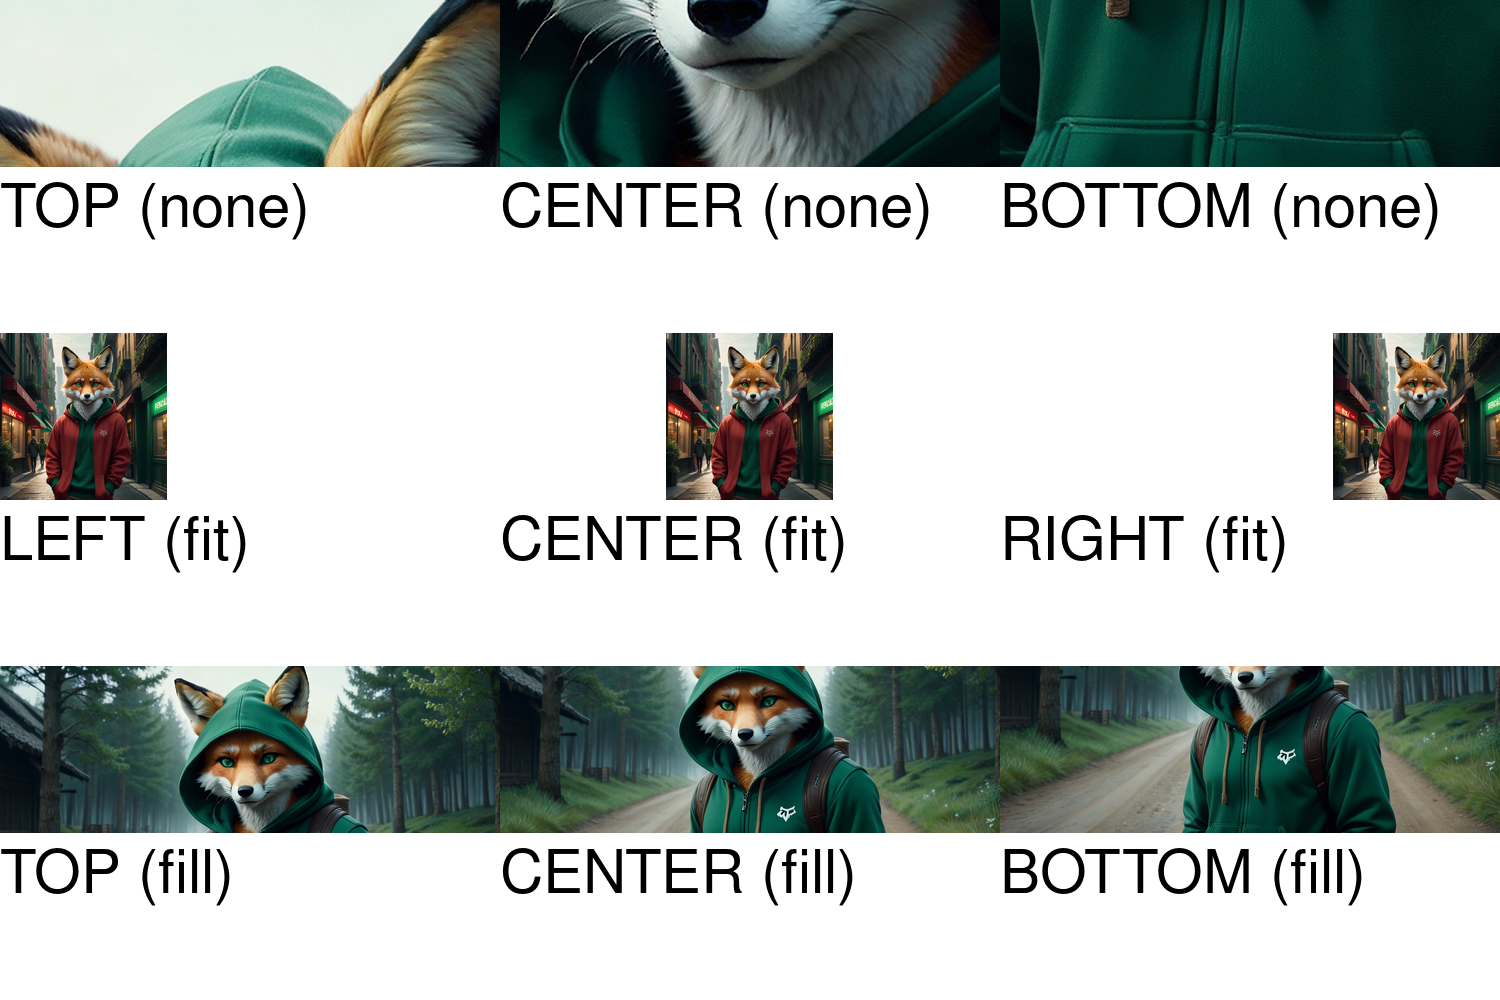 TOP (none)
CENTER (none)
BOTTOM (none)
LEFT (fit)
CENTER (fit)
RIGHT (fit)
TOP (fill)
CENTER (fill)
BOTTOM (fill)